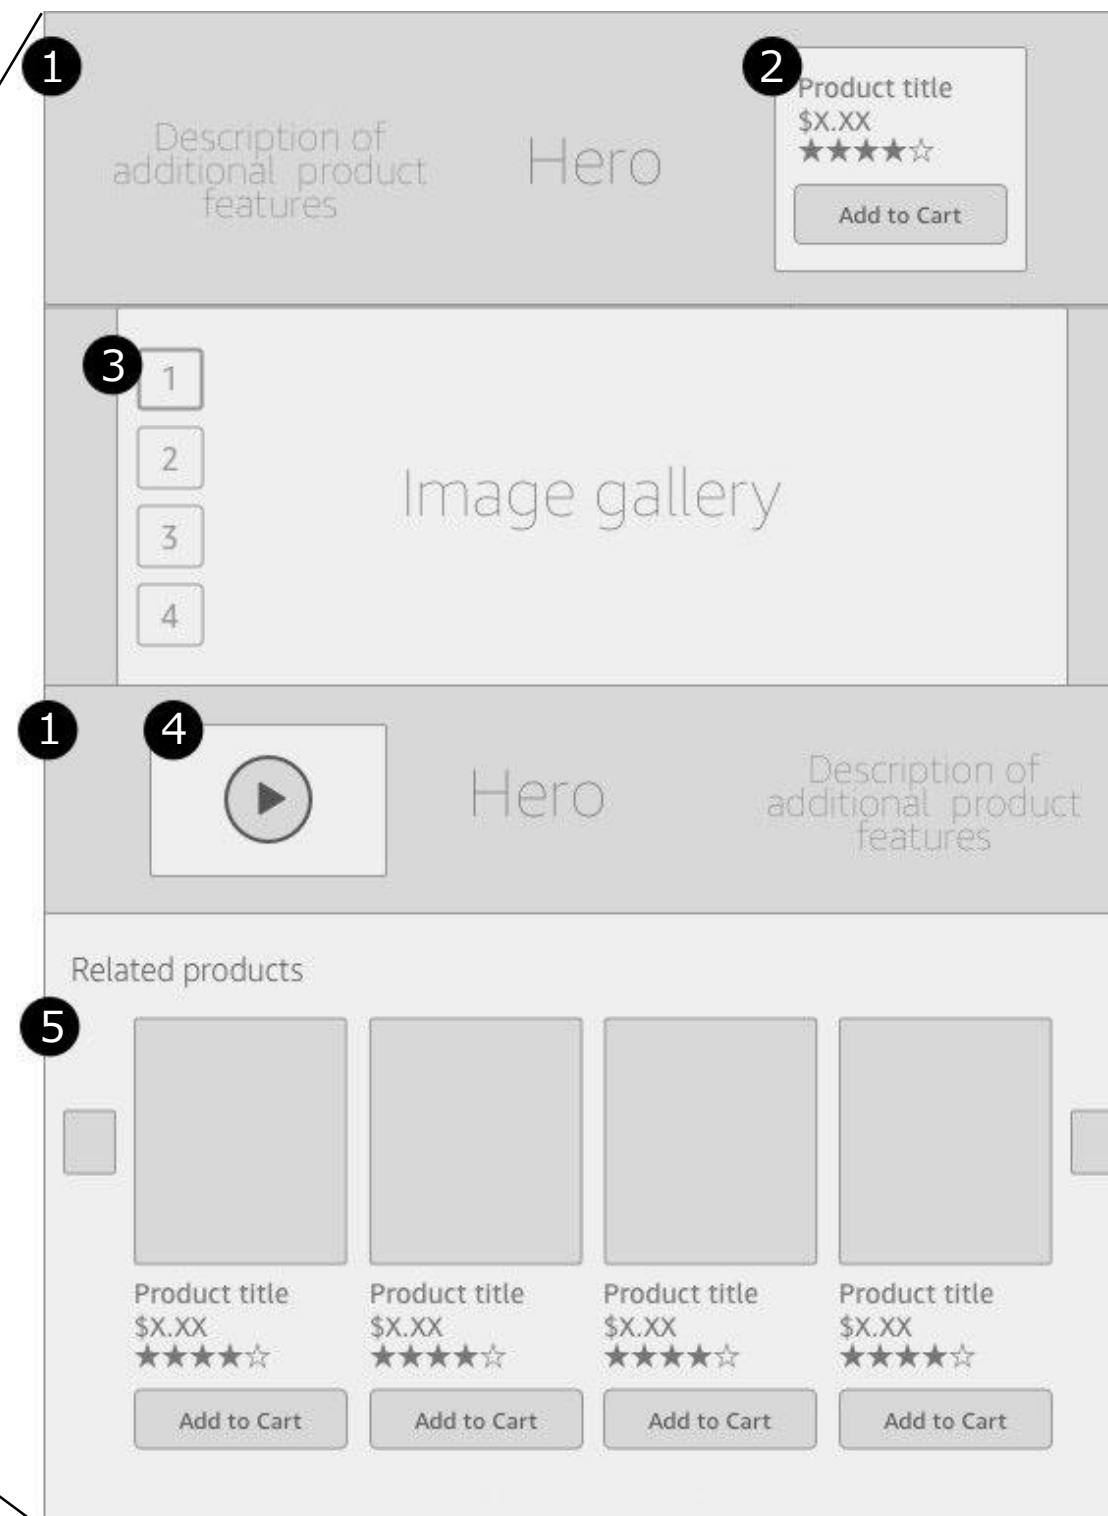 1
2
Product title
$X.XX
★★★★☆
Add to Cart
Description of
additional product
features
Hero
3
1
2
3
4
Image gallery
1
4
Hero
Description of
additional product
features
Related products
5
Product title Product title Product title Product title
$X.XX $X.XX $X.XX $X.XX
★★★★☆ ★★★★☆ ★★★★☆ ★★★★☆
Add to Cart Add to Cart Add to Cart Add to Cart